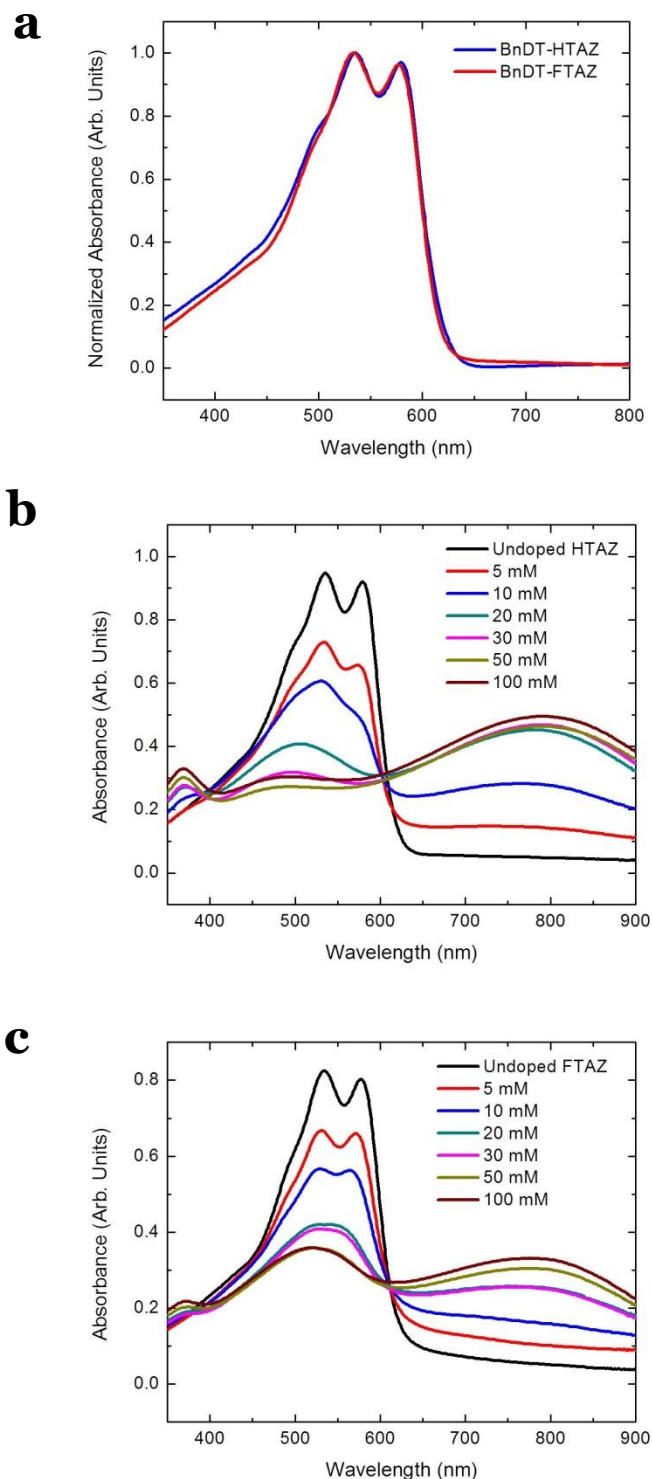 a
BnDT-HTAZ
BnDT-FTAZ
Normalized Absorbance (Arb. Units)
1.0
0.8
0.6
0.4
0.2
0.0
400 500 600 700 800
Wavelength (nm)
b
Undoped HTAZ
5 mM
10 mM
20 mM
30 mM
50 mM
100 mM
Absorbance (Arb. Units)
1.0
0.8
0.6
0.4
0.2
0.0
400 500 600 700 800 900
Wavelength (nm)
c
Undoped FTAZ
5 mM
10 mM
20 mM
30 mM
50 mM
100 mM
Absorbance (Arb. Units)
0.8
0.6
0.4
0.2
0.0
400 500 600 700 800 900
Wavelength (nm)